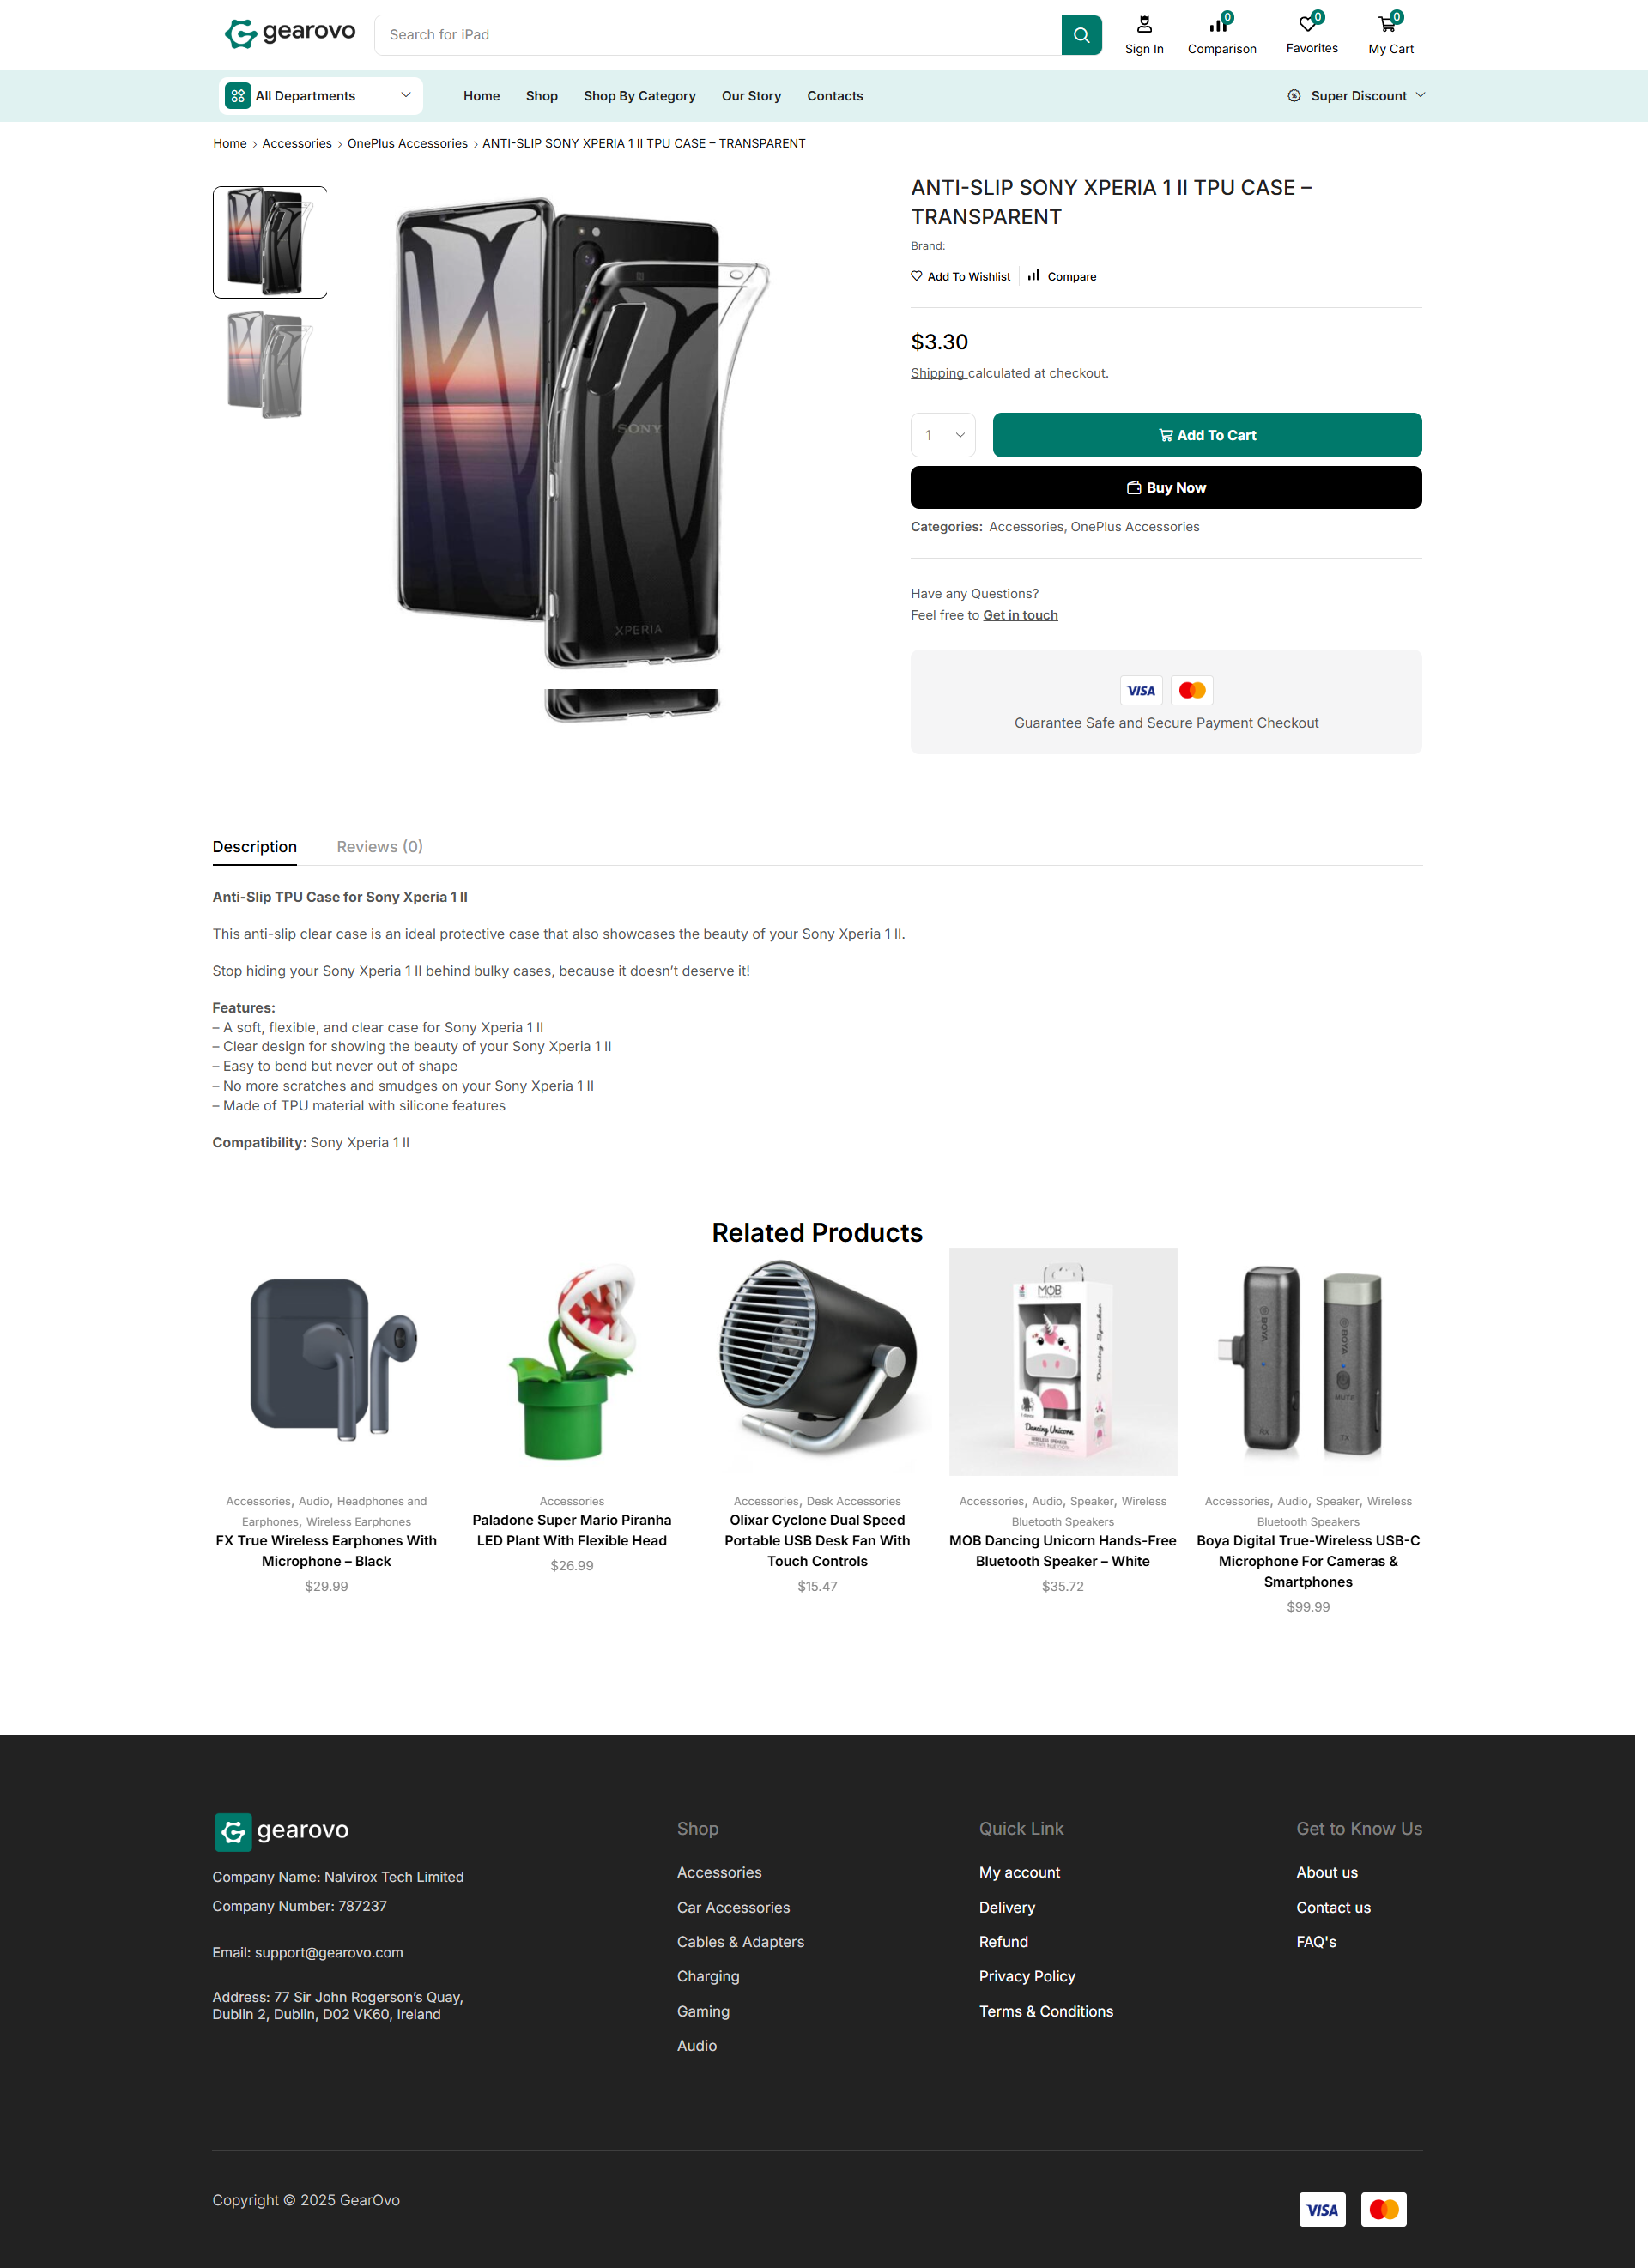 gearovo
Search for iPad
0
0
0
Sign In
Comparison
Favorites
My Cart
All Departments
Home
Shop
Shop By Category
Our Story
Contacts
Super Discount
Home > Accessories > OnePlus Accessories > ANTI-SLIP SONY XPERIA 1 II TPU CASE – TRANSPARENT
SONY
XPERIA
ANTI-SLIP SONY XPERIA 1 II TPU CASE –
TRANSPARENT
Brand:
Add To Wishlist
Compare
$3.30
Shipping calculated at checkout.
1
Add To Cart
Buy Now
Categories: Accessories, OnePlus Accessories
Have any Questions?
Feel free to Get in touch
VISA
Guarantee Safe and Secure Payment Checkout
Description
Reviews (0)
Anti-Slip TPU Case for Sony Xperia 1 II
This anti-slip clear case is an ideal protective case that also showcases the beauty of your Sony Xperia 1 II.
Stop hiding your Sony Xperia 1 II behind bulky cases, because it doesn’t deserve it!
Features:
– A soft, flexible, and clear case for Sony Xperia 1 II
– Clear design for showing the beauty of your Sony Xperia 1 II
– Easy to bend but never out of shape
– No more scratches and smudges on your Sony Xperia 1 II
– Made of TPU material with silicone features
Compatibility: Sony Xperia 1 II
Related Products
MOB
Dancing Speaker
Dancing Unicorn
WIRELESS SPEAKER
BOYA
RX
BOYA
MUTE
TX
Accessories, Audio, Headphones and
Earphones, Wireless Earphones
FX True Wireless Earphones With
Microphone – Black
$29.99
Accessories
Paladone Super Mario Piranha
LED Plant With Flexible Head
$26.99
Accessories, Desk Accessories
Olixar Cyclone Dual Speed
Portable USB Desk Fan With
Touch Controls
$15.47
Accessories, Audio, Speaker, Wireless
Bluetooth Speakers
MOB Dancing Unicorn Hands-Free
Bluetooth Speaker – White
$35.72
Accessories, Audio, Speaker, Wireless
Bluetooth Speakers
Boya Digital True-Wireless USB-C
Microphone For Cameras &
Smartphones
$99.99
gearovo
Company Name: Nalvirox Tech Limited
Company Number: 787237
Email: support@gearovo.com
Address: 77 Sir John Rogerson’s Quay,
Dublin 2, Dublin, D02 VK60, Ireland
Shop
Accessories
Car Accessories
Cables & Adapters
Charging
Gaming
Audio
Quick Link
My account
Delivery
Refund
Privacy Policy
Terms & Conditions
Get to Know Us
About us
Contact us
FAQ's
Copyright © 2025 GearOvo
VISA